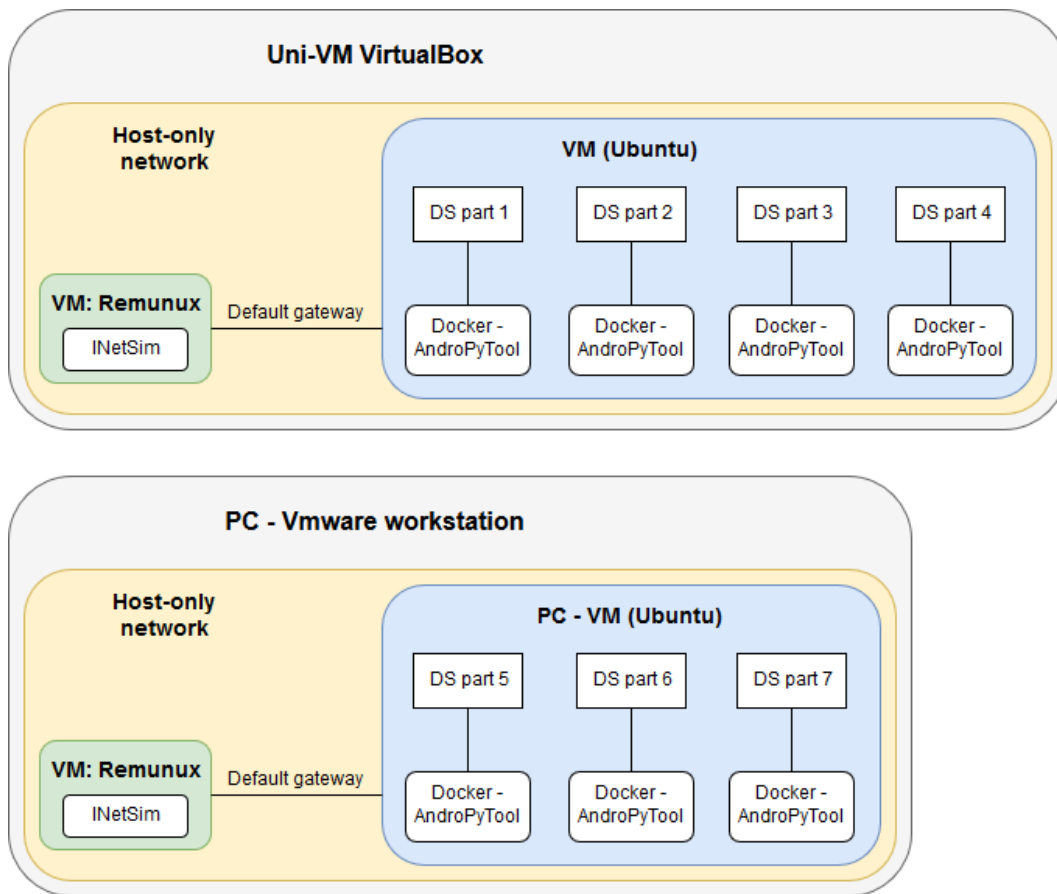 Uni-VM VirtualBox
Host-only
network
VM (Ubuntu)
DS part 1
DS part 2
DS part 3
DS part 4
VM: Remunux
INetSim
Default gateway
Docker -
AndroPyTool
Docker -
AndroPyTool
Docker -
AndroPyTool
Docker -
AndroPyTool
PC - Vmware workstation
Host-only
network
PC - VM (Ubuntu)
DS part 5
DS part 6
DS part 7
VM: Remunux
INetSim
Default gateway
Docker -
AndroPyTool
Docker -
AndroPyTool
Docker -
AndroPyTool